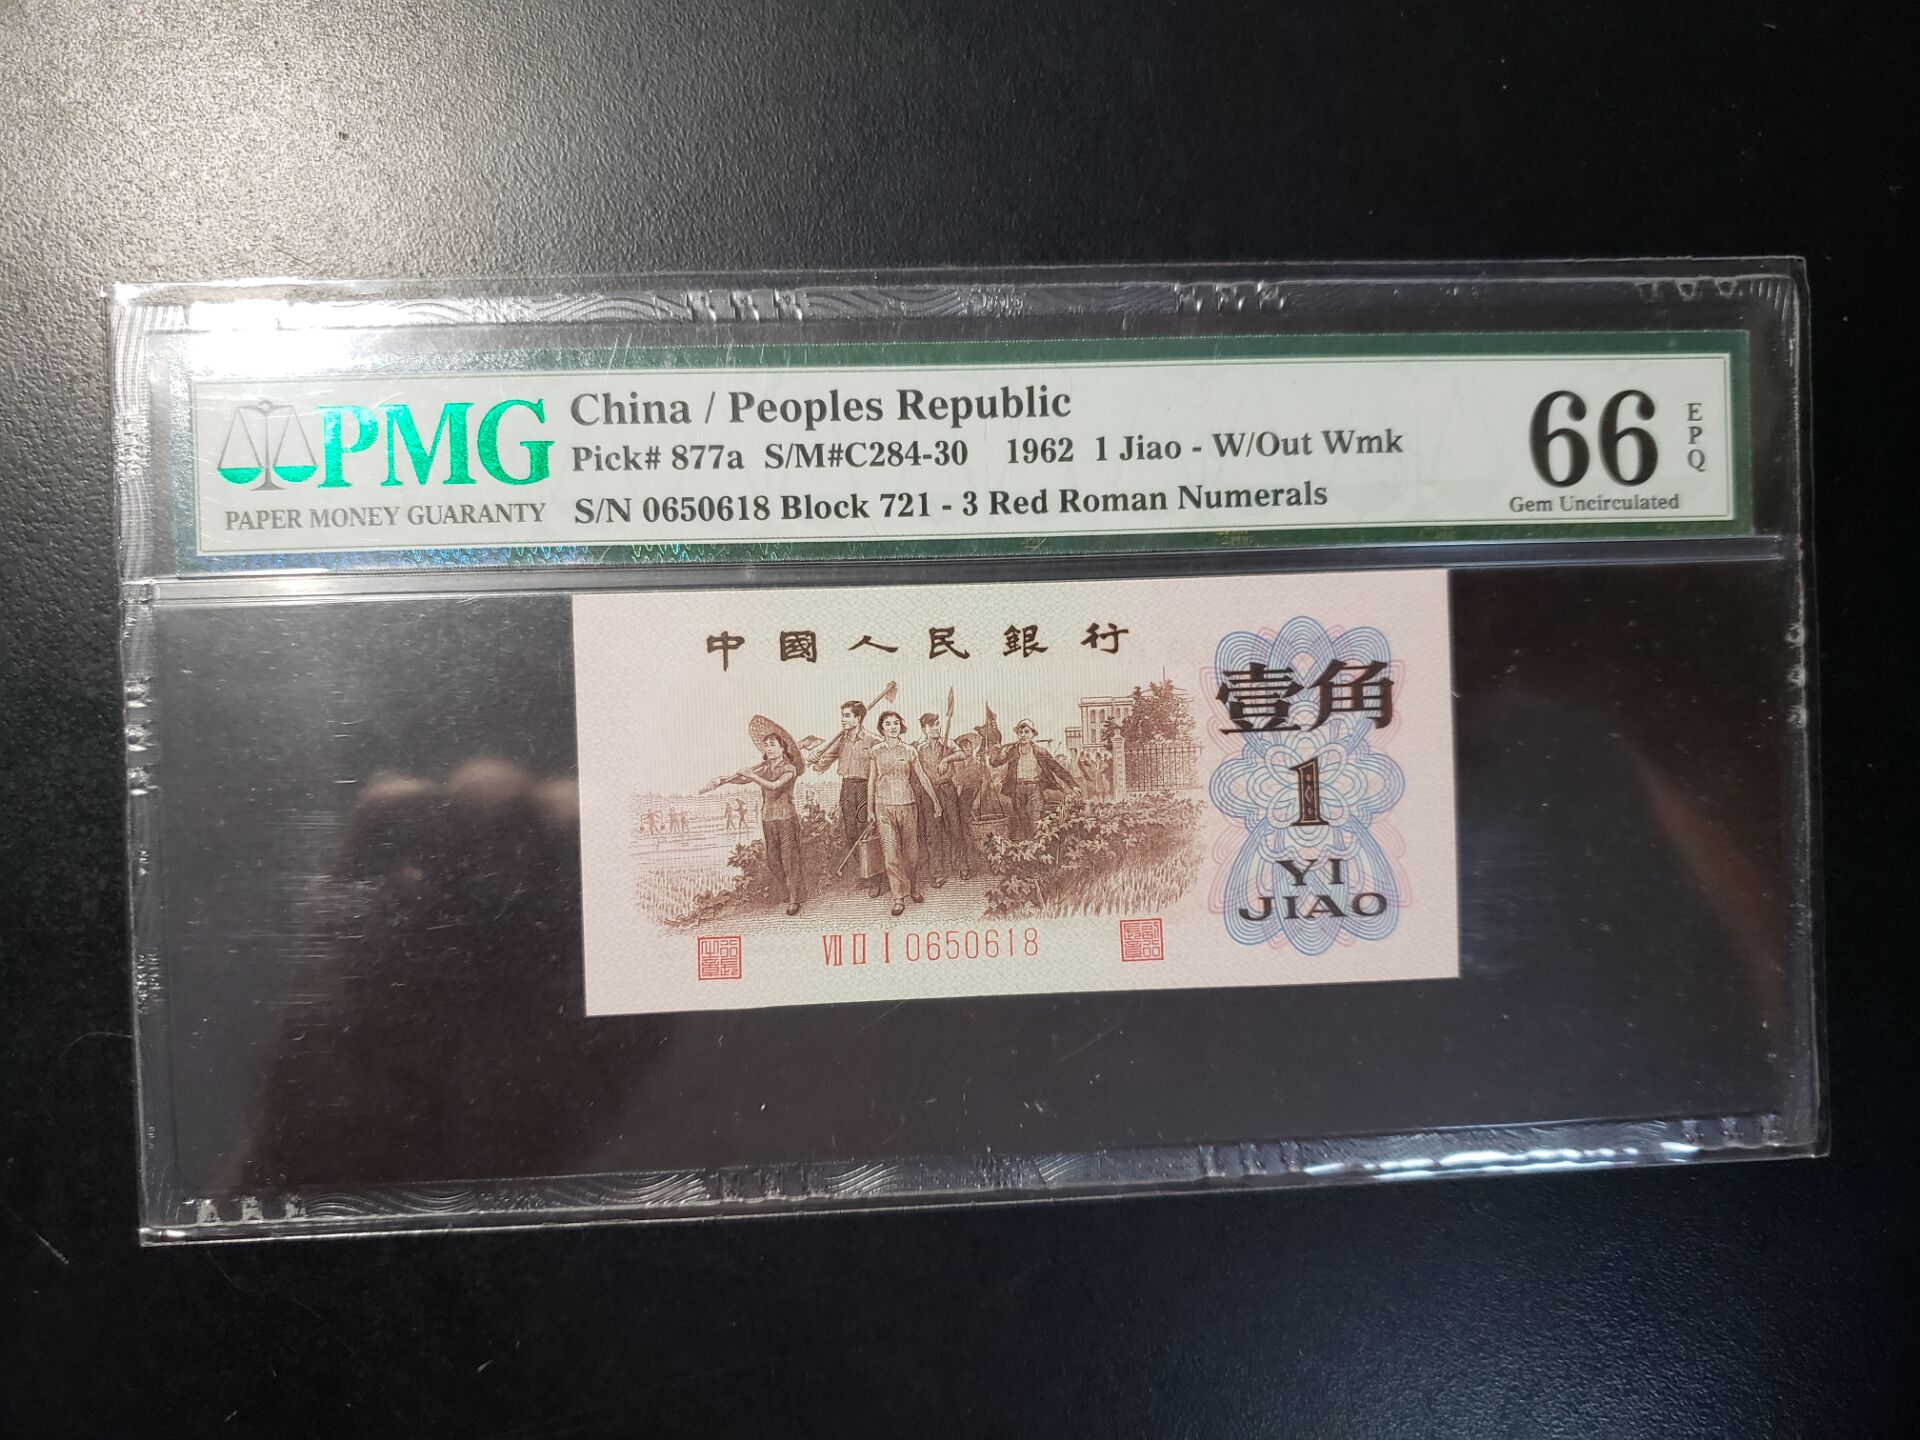 PMG
PAPER MONEY GUARANTY
China / Peoples Republic
Pick# 877a S/M#C284-30 1962 1 Jiao - W/Out Wmk
S/N 0650618 Block 721 - 3 Red Roman Numerals
66
EPQ
Gem Uncirculated
中國人民銀行
壹角
1
YI
JIAO
VII II I 0650618